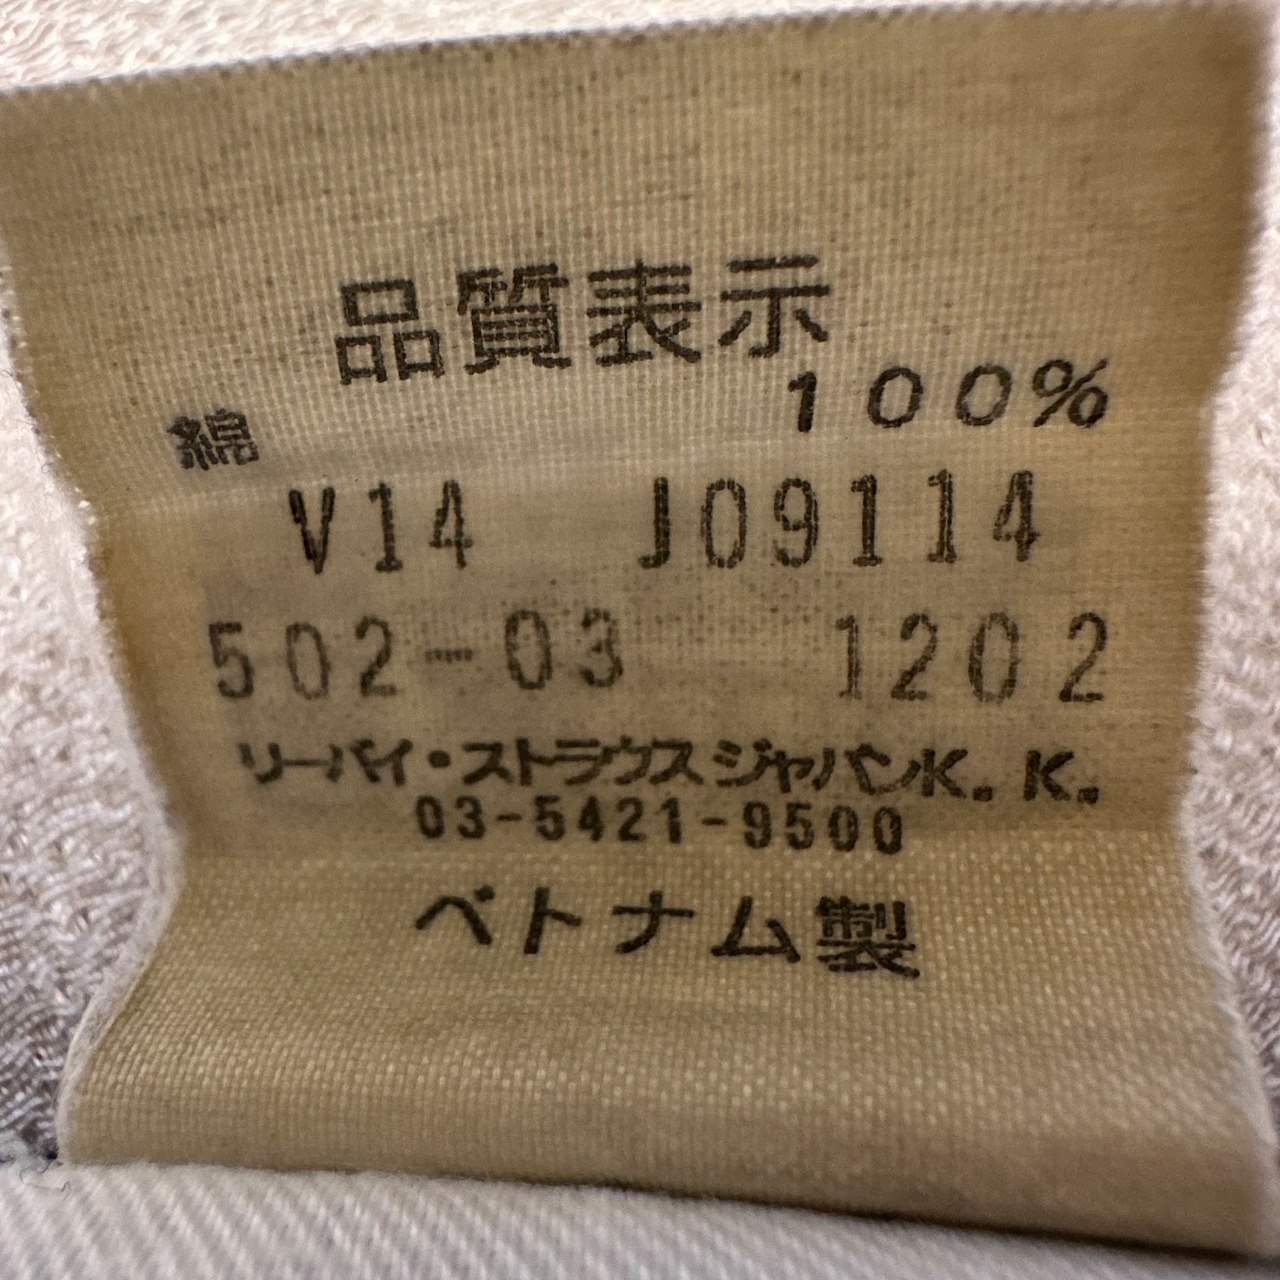 品質表示
綿 100%
V14 J09114
502-03 1202
リーバイ・ストラウスジャパンK.K.
03-5421-9500
ベトナム製